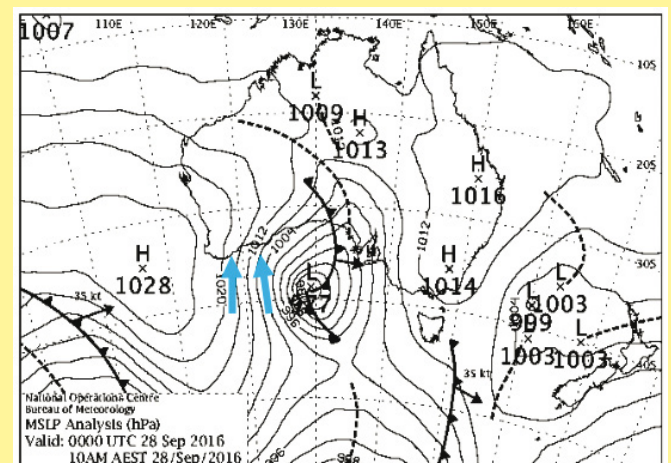 1007
110E 120E 130E 140E 150E 160E
10S
L
1009
H
1013
H
1016
20S
1012
1004
1012
H
1028
1020
L
H
1014
30S
L
1003
999
35 kt
1003
1003
40S
35 kt
National Operations Centre
Bureau of Meteorology
MSLP Analysis (hPa)
Valid: 0000 UTC 28 Sep 2016
10AM AEST 28/Sep/2016